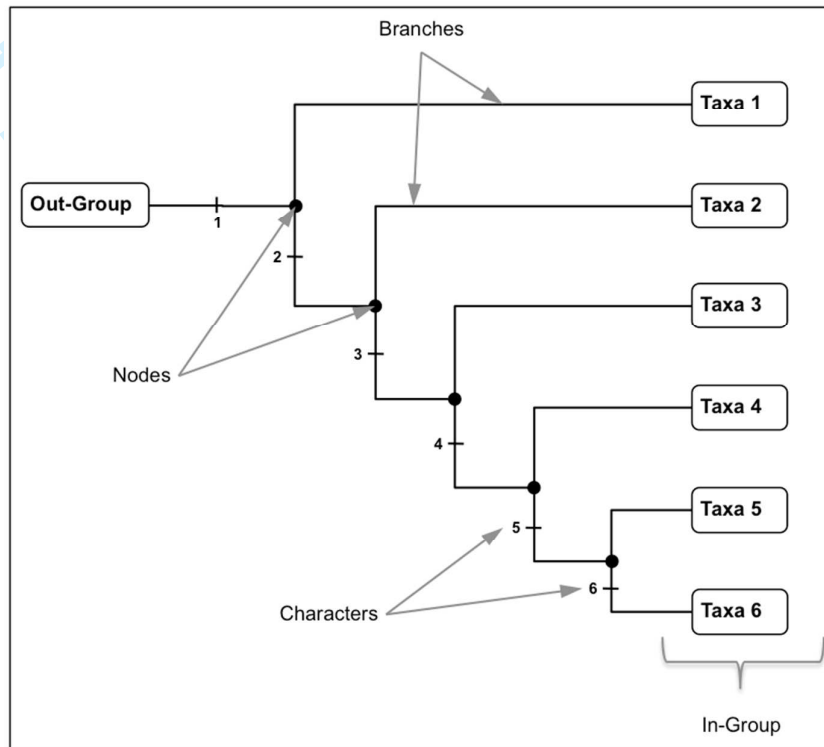 Branches
Taxa 1
Out-Group
1
Taxa 2
2
Taxa 3
3
Nodes
Taxa 4
4
Taxa 5
5
6
Characters
Taxa 6
In-Group